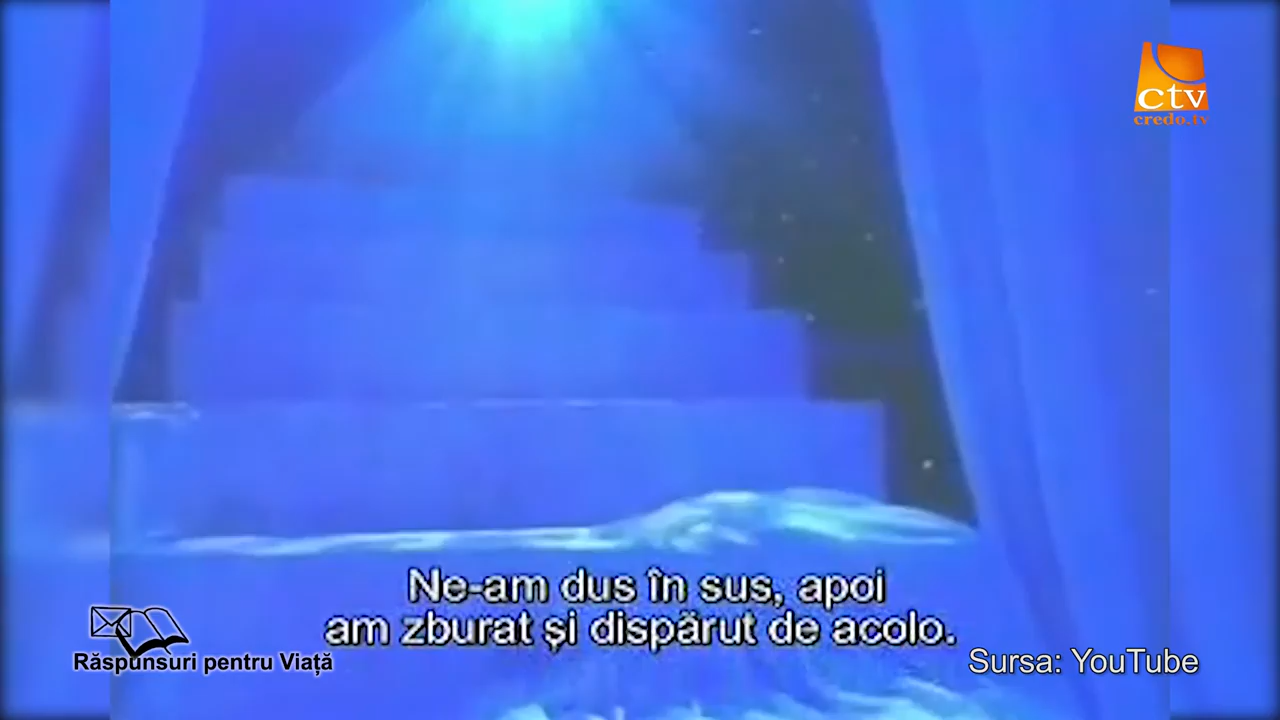 ctv
credo.tv
Ne-am dus în sus, apoi
am zburat și dispărut de acolo.
Răspunsuri pentru Viață
Sursa: YouTube